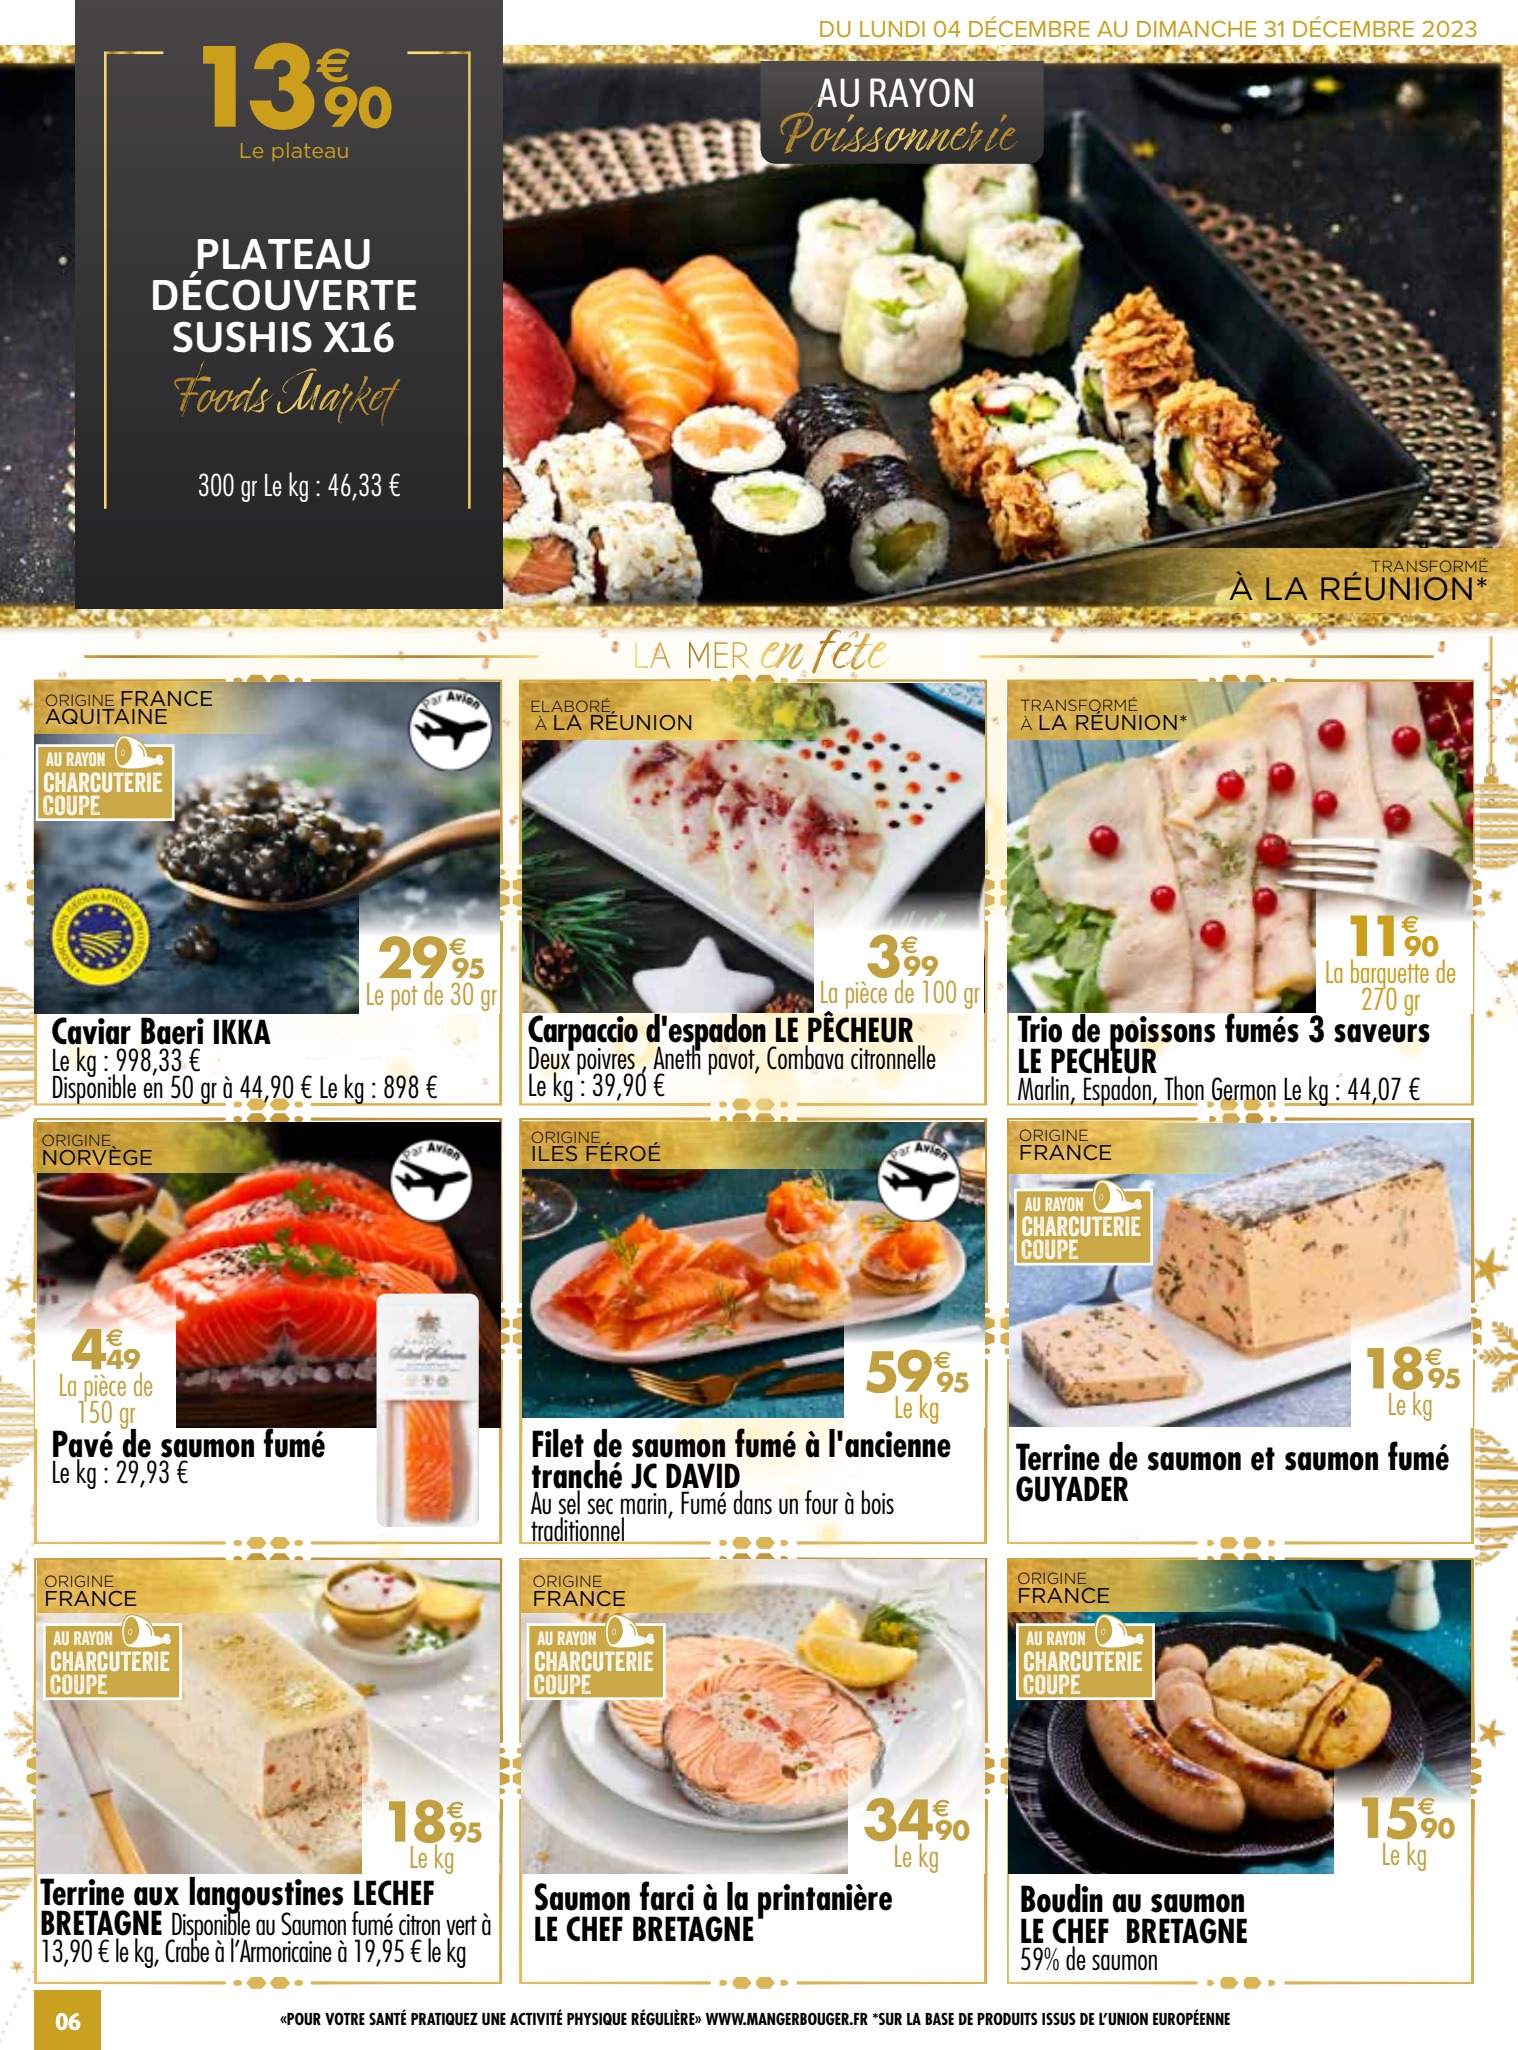 DU LUNDI 04 DÉCEMBRE AU DIMANCHE 31 DÉCEMBRE 2023
13€90
Le plateau
PLATEAU
DÉCOUVERTE
SUSHIS X16
Foods Market
300 gr Le kg : 46,33 €
AU RAYON
Poissonnerie
TRANSFORMÉ
À LA RÉUNION*
LA MER en fête
ORIGINE FRANCE
AQUITAINE
Par Avion
AU RAYON
CHARCUTERIE
COUPE
INDICATION GÉOGRAPHIQUE PROTÉGÉE
29€95
Le pot de 30 gr
Caviar Baeri IKKA
Le kg : 998,33 €
Disponible en 50 gr à 44,90 € Le kg : 898 €
ELABORÉ
À LA RÉUNION
3€99
La pièce de 100 gr
Carpaccio d'espadon LE PÊCHEUR
Deux poivres , Aneth pavot, Combava citronnelle
Le kg : 39,90 €
TRANSFORMÉ
À LA RÉUNION*
11€90
La barquette de
270 gr
Trio de poissons fumés 3 saveurs
LE PECHEUR
Marlin, Espadon, Thon Germon Le kg : 44,07 €
ORIGINE
NORVÈGE
Par Avion
4€49
La pièce de
150 gr
Pavé de saumon fumé
Le kg : 29,93 €
ORIGINE
ILES FÉROÉ
Par Avion
59€95
Le kg
Filet de saumon fumé à l'ancienne
tranché JC DAVID
Au sel sec marin, Fumé dans un four à bois
traditionnel
ORIGINE
FRANCE
AU RAYON
CHARCUTERIE
COUPE
18€95
Le kg
Terrine de saumon et saumon fumé
GUYADER
ORIGINE
FRANCE
AU RAYON
CHARCUTERIE
COUPE
18€95
Le kg
Terrine aux langoustines LECHEF
BRETAGNE Disponible au Saumon fumé citron vert à
13,90 € le kg, Crabe à l'Armoricaine à 19,95 € le kg
ORIGINE
FRANCE
AU RAYON
CHARCUTERIE
COUPE
34€90
Le kg
Saumon farci à la printanière
LE CHEF BRETAGNE
ORIGINE
FRANCE
AU RAYON
CHARCUTERIE
COUPE
15€90
Le kg
Boudin au saumon
LE CHEF BRETAGNE
59% de saumon
06
«POUR VOTRE SANTÉ PRATIQUEZ UNE ACTIVITÉ PHYSIQUE RÉGULIÈRE» WWW.MANGERBOUGER.FR *SUR LA BASE DE PRODUITS ISSUS DE L'UNION EUROPÉENNE